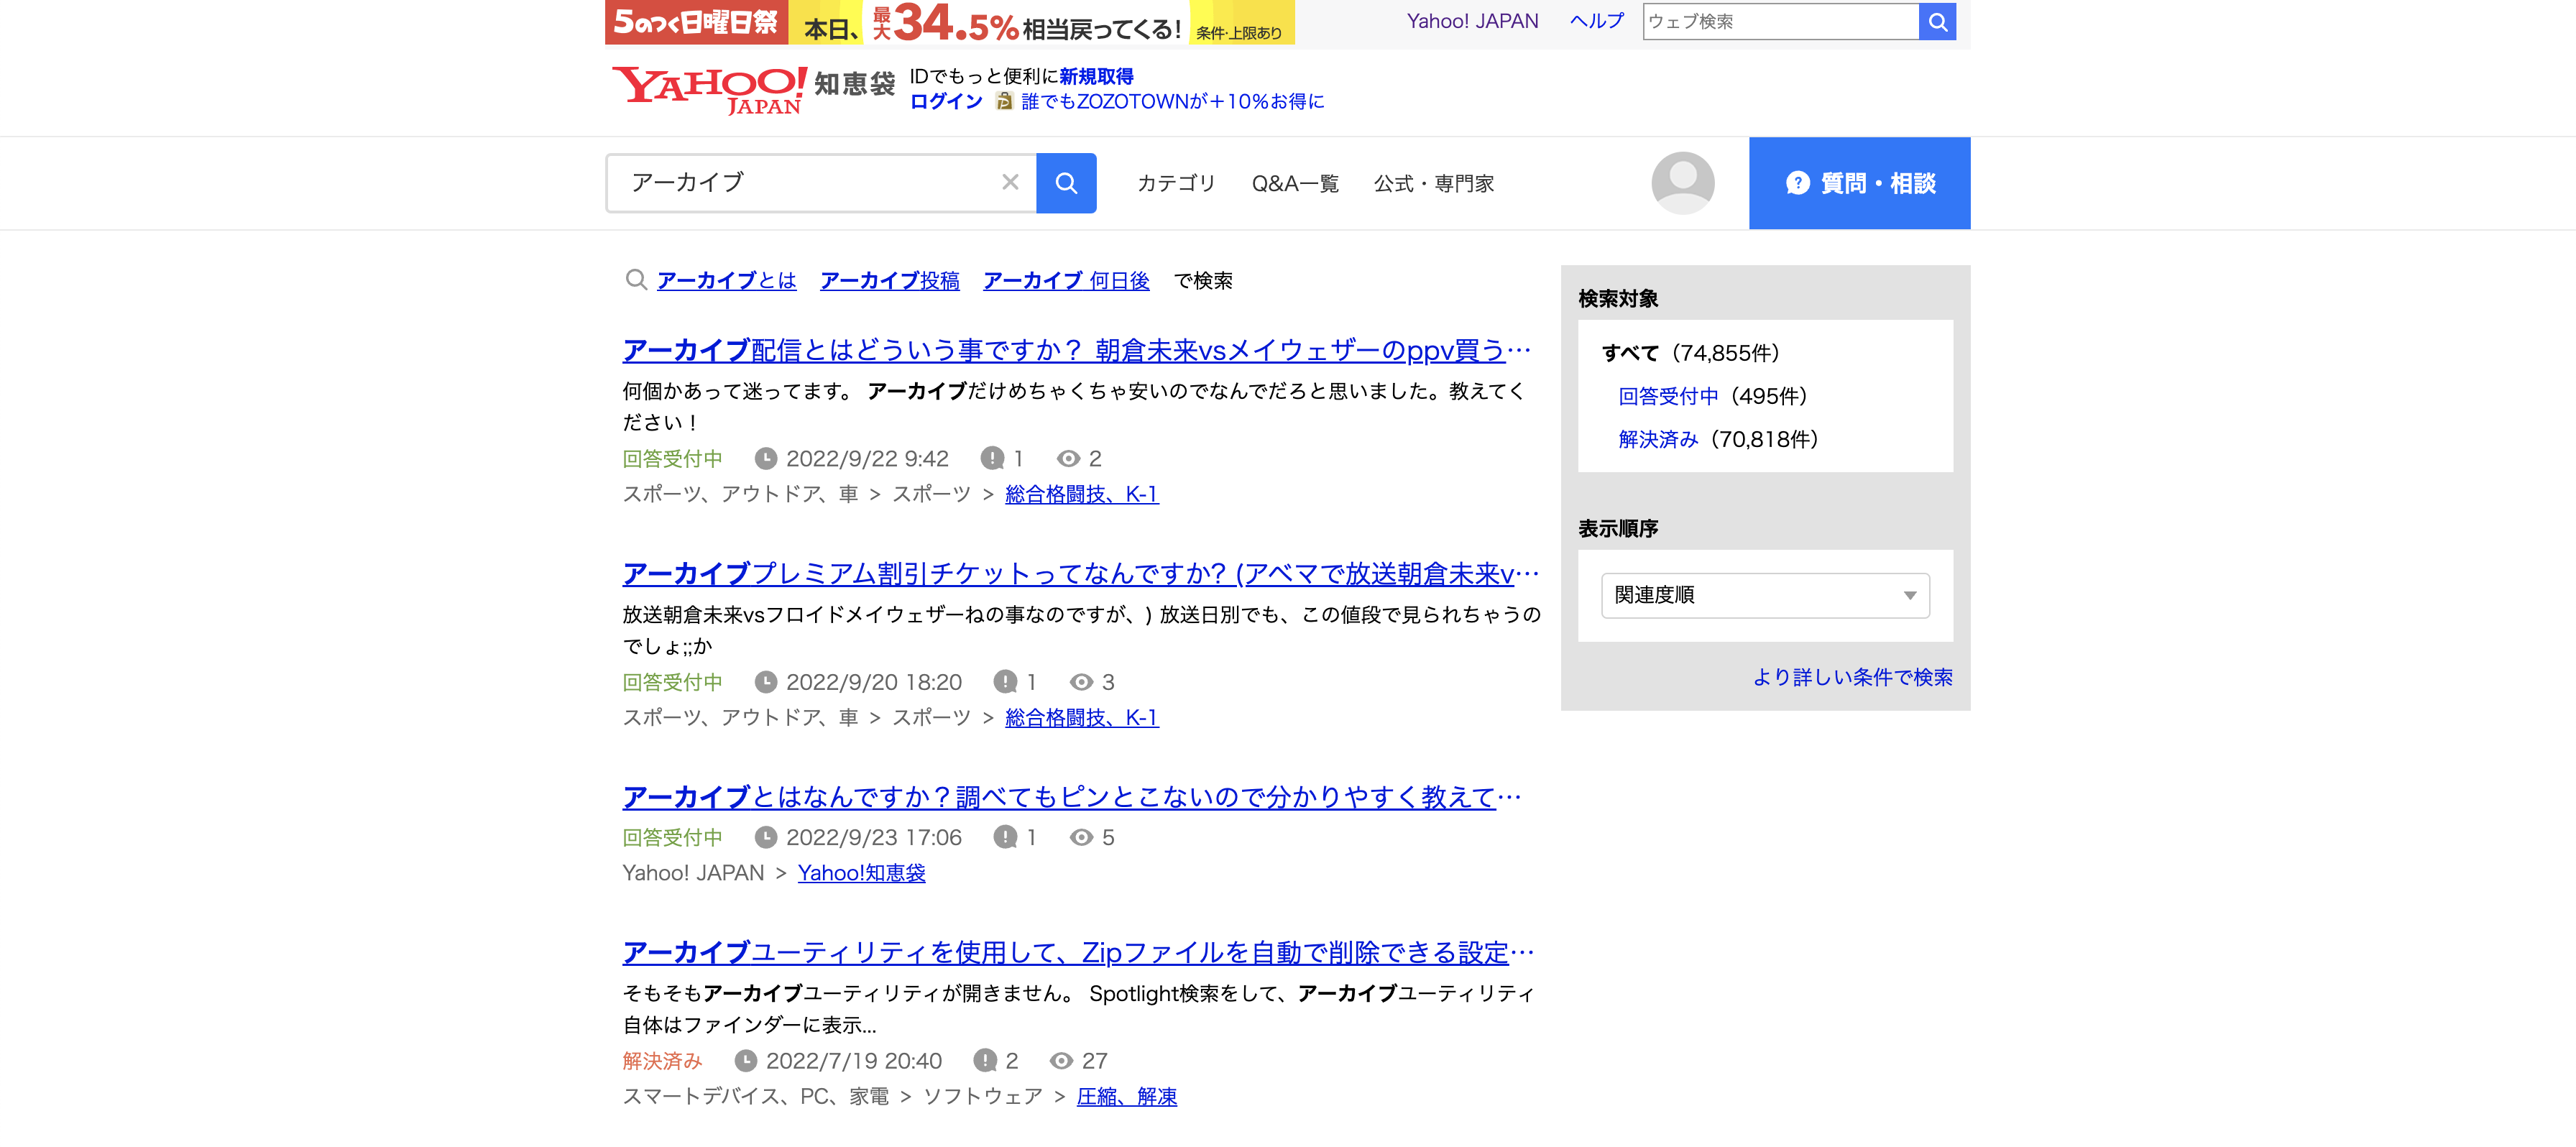 5のつく日曜日祭 本日、最大34.5%相当戻ってくる! 条件・上限あり
Yahoo! JAPAN ヘルプ ウェブ検索
YAHOO! JAPAN 知恵袋
IDでもっと便利に新規取得
ログイン 誰でもZOZOTOWNが+10%お得に
アーカイブ
カテゴリ Q&A一覧 公式・専門家 質問・相談
アーカイブとは アーカイブ投稿 アーカイブ 何日後 で検索
アーカイブ配信とはどういう事ですか? 朝倉未来vsメイウェザーのppv買う…
何個かあって迷ってます。 アーカイブだけめちゃくちゃ安いのでなんでだろと思いました。教えてく
ださい!
回答受付中 2022/9/22 9:42 1 2
スポーツ、アウトドア、車 > スポーツ > 総合格闘技、K-1
アーカイブプレミアム割引チケットってなんですか? (アベマで放送朝倉未来v…
放送朝倉未来vsフロイドメイウェザーねの事なのですが、) 放送日別でも、この値段で見られちゃうの
でしょ;;か
回答受付中 2022/9/20 18:20 1 3
スポーツ、アウトドア、車 > スポーツ > 総合格闘技、K-1
アーカイブとはなんですか?調べてもピンとこないので分かりやすく教えて…
回答受付中 2022/9/23 17:06 1 5
Yahoo! JAPAN > Yahoo!知恵袋
アーカイブユーティリティを使用して、Zipファイルを自動で削除できる設定…
そもそもアーカイブユーティリティが開きません。 Spotlight検索をして、アーカイブユーティリティ
自体はファインダーに表示...
解決済み 2022/7/19 20:40 2 27
スマートデバイス、PC、家電 > ソフトウェア > 圧縮、解凍
検索対象
すべて(74,855件)
回答受付中(495件)
解決済み(70,818件)
表示順序
関連度順
より詳しい条件で検索